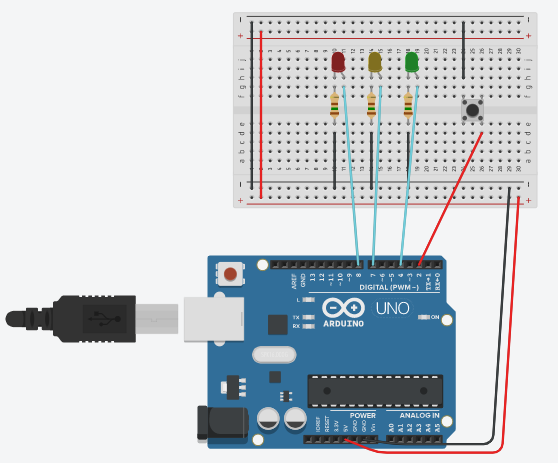 j
i
h
g
f
e
d
c
b
a
AREF
GND
13
12
~11
~10
~9
8
7
~6
~5
4
~3
2
TX→1
RX←0
DIGITAL (PWM~)
L
TX
RX
UNO
ARDUINO
ON
POWER
ANALOG IN
IOREF
RESET
3.3V
5V
GND
GND
Vin
A0
A1
A2
A3
A4
A5